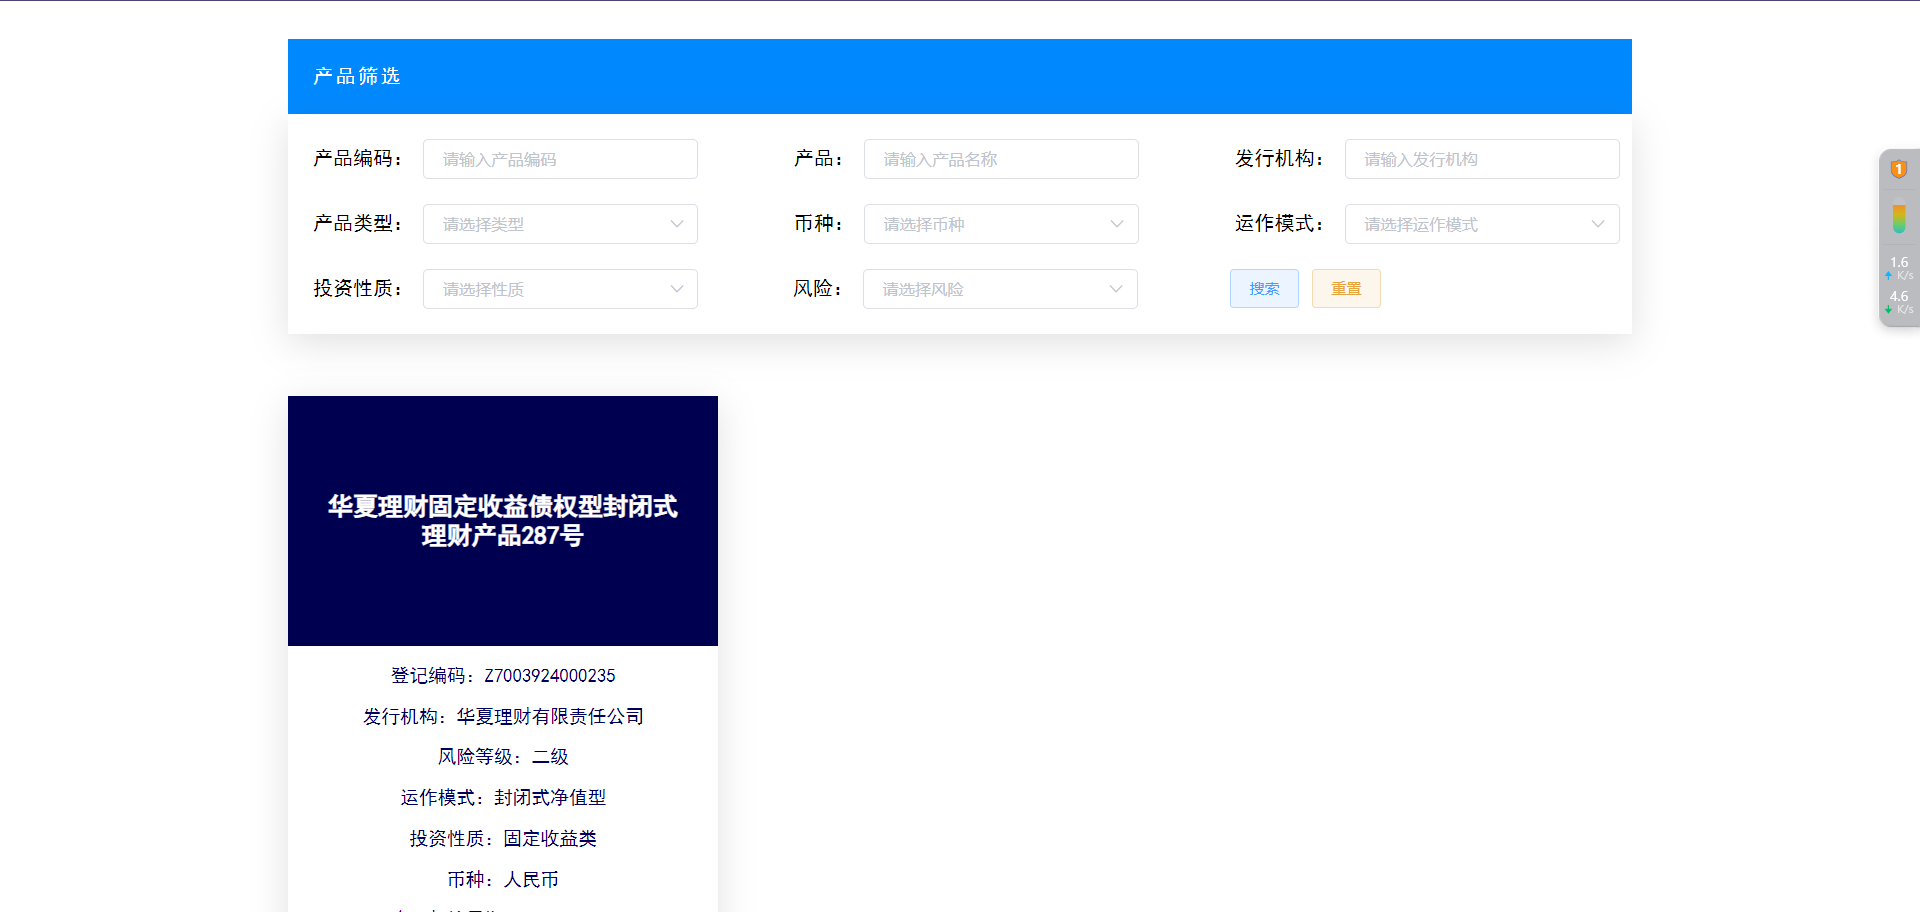 产品筛选
产品编码： 请输入产品编码 产品： 请输入产品名称 发行机构： 请输入发行机构
产品类型： 请选择类型 币种： 请选择币种 运作模式： 请选择运作模式
投资性质： 请选择性质 风险： 请选择风险 搜索 重置
1
1.6
K/s
4.6
K/s
华夏理财固定收益债权型封闭式
理财产品287号
登记编码：Z7003924000235
发行机构：华夏理财有限责任公司
风险等级：二级
运作模式：封闭式净值型
投资性质：固定收益类
币种：人民币